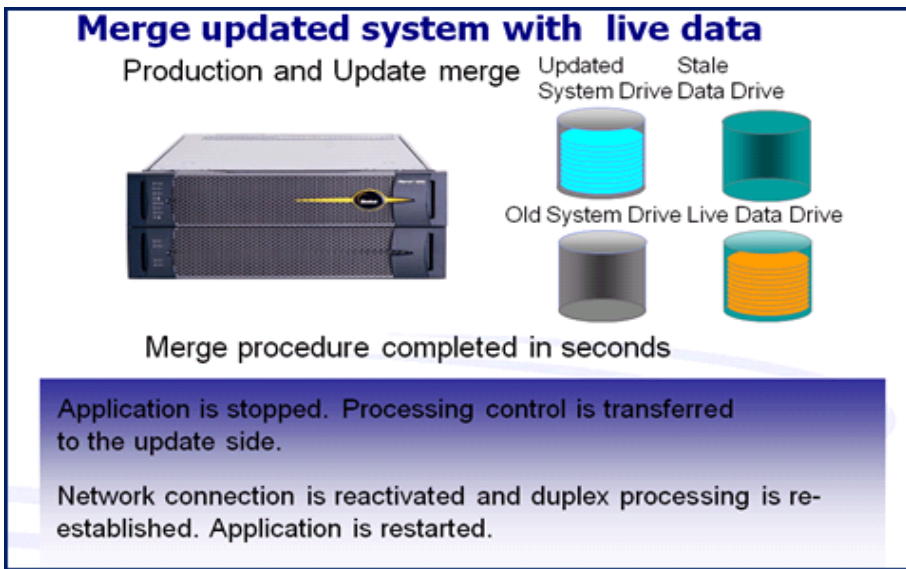 Merge updated system with live data
Production and Update merge
Updated
System Drive
Stale
Data Drive
Old System Drive
Live Data Drive
Merge procedure completed in seconds
Application is stopped. Processing control is transferred
to the update side.
Network connection is reactivated and duplex processing is re-
established. Application is restarted.